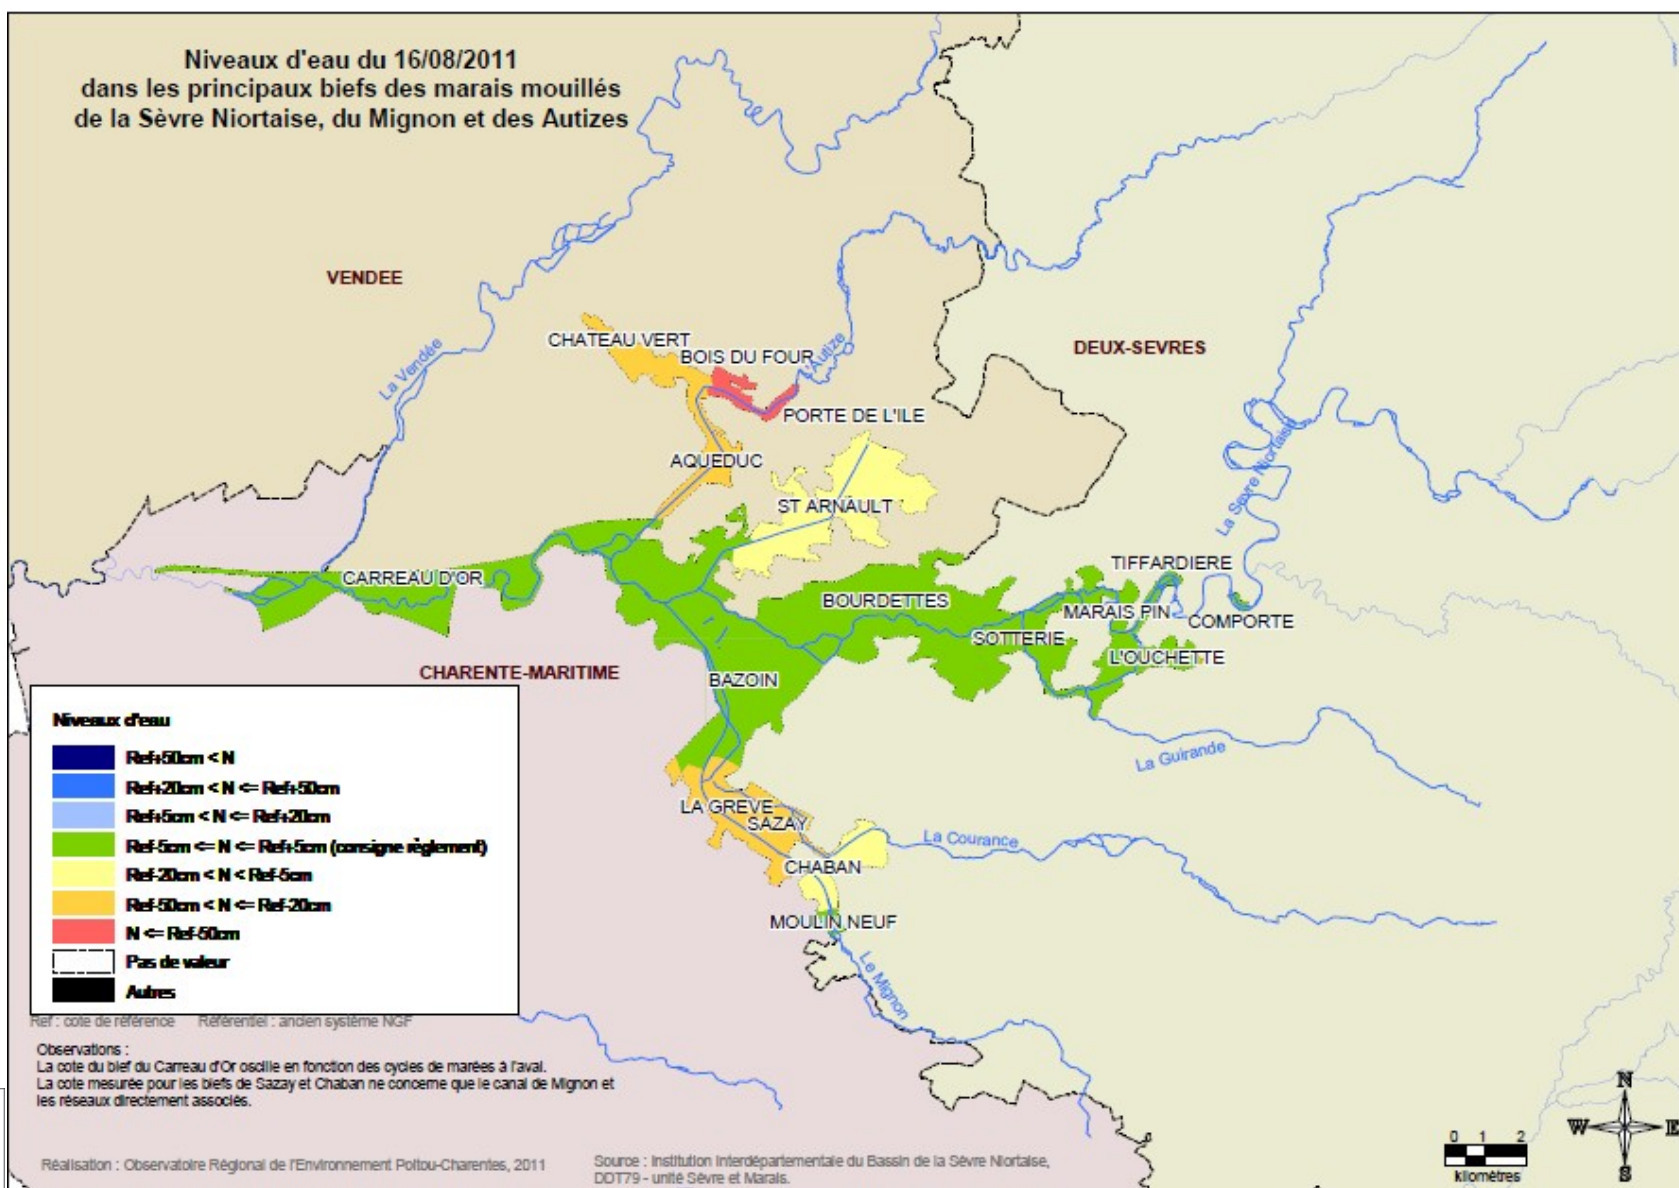 Niveaux d'eau du 16/08/2011
dans les principaux biefs des marais mouillés
de la Sèvre Niortaise, du Mignon et des Autizes
VENDEE
La Vendée
CHATEAU VERT
BOIS DU FOUR
L'Autize
PORTE DE L'ILE
DEUX-SEVRES
AQUEDUC
ST ARNAULT
La Sèvre Niortaise
CARREAU D'OR
BOURDETTES
TIFFARDIERE
MARAIS PIN
COMPORTE
SOTTERIE
L'OUCHETTE
CHARENTE-MARITIME
BAZOIN
La Guirande
LA GREVE
SAZAY
La Courance
CHABAN
MOULIN NEUF
Le Mignon
Niveaux d'eau
Ref+50cm < N
Ref+20cm < N <= Ref+50cm
Ref+5cm < N <= Ref+20cm
Ref-5cm <= N <= Ref+5cm (consigne règlement)
Ref-20cm < N < Ref-5cm
Ref-50cm < N <= Ref-20cm
N <= Ref-50cm
Pas de valeur
Autres
Ref : cote de référence Référentiel : ancien système NGF
Observations :
La cote du bief du Carreau d'Or oscille en fonction des cycles de marées à l'aval.
La cote mesurée pour les biefs de Sazay et Chaban ne concerne que le canal de Mignon et
les réseaux directement associés.
Réalisation : Observatoire Régional de l'Environnement Poitou-Charentes, 2011
Source : Institution Interdépartementale du Bassin de la Sèvre Niortaise,
DDT79 - unité Sèvre et Marais.
0 1 2
kilomètres
N
W E
S